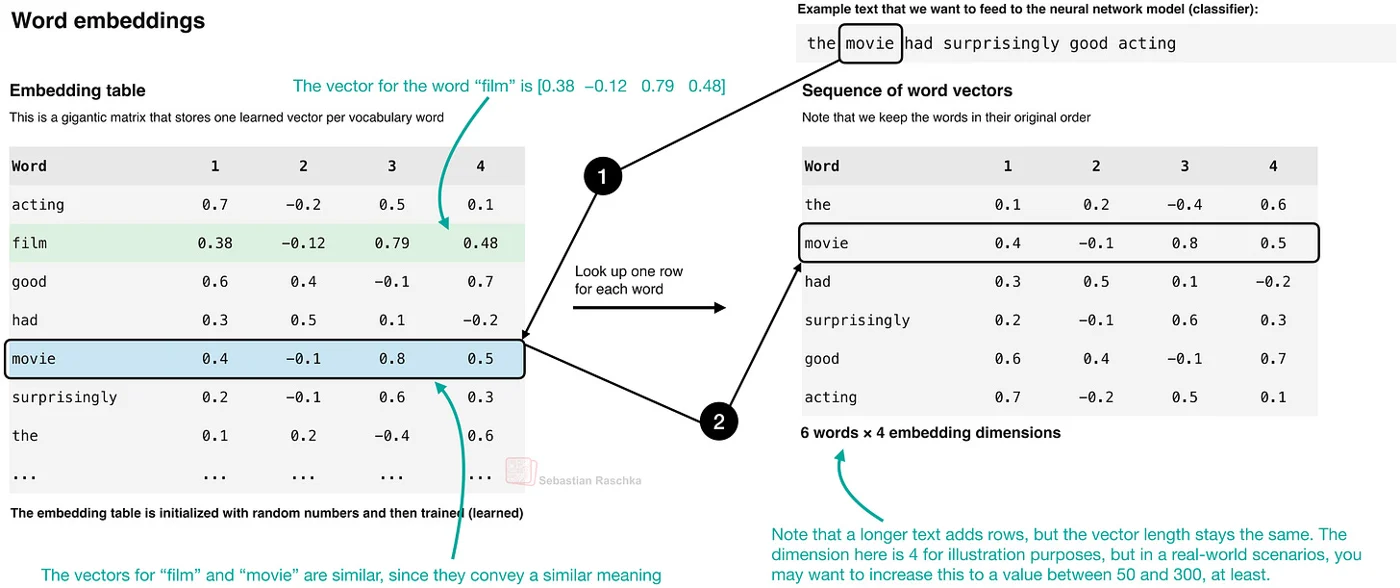 Word embeddings
Example text that we want to feed to the neural network model (classifier):
the movie had surprisingly good acting
Embedding table
This is a gigantic matrix that stores one learned vector per vocabulary word
The vector for the word “film” is [0.38 −0.12 0.79 0.48]
Word 1 2 3 4
acting 0.7 −0.2 0.5 0.1
film 0.38 −0.12 0.79 0.48
good 0.6 0.4 −0.1 0.7
had 0.3 0.5 0.1 −0.2
movie 0.4 −0.1 0.8 0.5
surprisingly 0.2 −0.1 0.6 0.3
the 0.1 0.2 −0.4 0.6
... ... ... ... ...
The embedding table is initialized with random numbers and then trained (learned)
The vectors for “film” and “movie” are similar, since they convey a similar meaning
1
Look up one row
for each word
2
Sebastian Raschka
Sequence of word vectors
Note that we keep the words in their original order
Word 1 2 3 4
the 0.1 0.2 −0.4 0.6
movie 0.4 −0.1 0.8 0.5
had 0.3 0.5 0.1 −0.2
surprisingly 0.2 −0.1 0.6 0.3
good 0.6 0.4 −0.1 0.7
acting 0.7 −0.2 0.5 0.1
6 words × 4 embedding dimensions
Note that a longer text adds rows, but the vector length stays the same. The
dimension here is 4 for illustration purposes, but in a real-world scenarios, you
may want to increase this to a value between 50 and 300, at least.